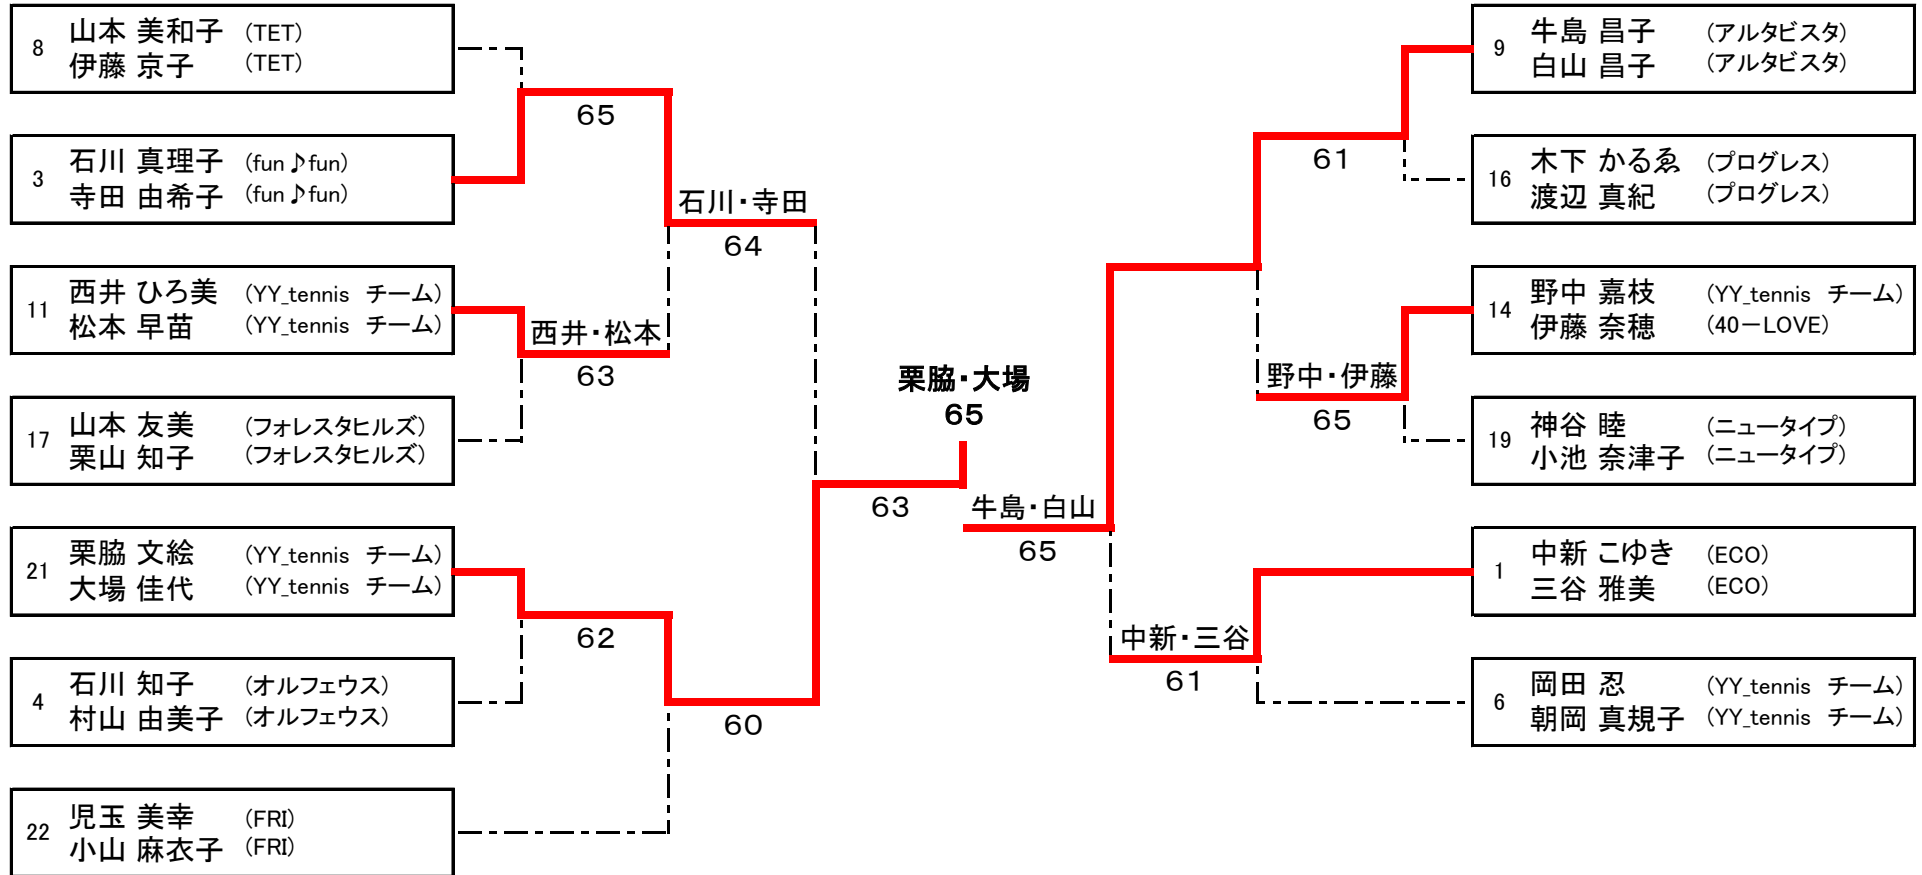 8 山本 美和子 (TET)
伊藤 京子 (TET)
65
3 石川 真理子 (fun♪fun)
寺田 由希子 (fun♪fun)
石川・寺田
64
11 西井 ひろ美 (YY_tennis チーム)
松本 早苗 (YY_tennis チーム)
西井・松本
63
17 山本 友美 (フォレスタヒルズ)
栗山 知子 (フォレスタヒルズ)
栗脇・大場
65
63
21 栗脇 文絵 (YY_tennis チーム)
大場 佳代 (YY_tennis チーム)
62
4 石川 知子 (オルフェウス)
村山 由美子 (オルフェウス)
60
22 児玉 美幸 (FRI)
小山 麻衣子 (FRI)
9 牛島 昌子 (アルタビスタ)
白山 昌子 (アルタビスタ)
61
16 木下 かるゑ (プログレス)
渡辺 真紀 (プログレス)
14 野中 嘉枝 (YY_tennis チーム)
伊藤 奈穂 (40－LOVE)
野中・伊藤
65
19 神谷 睦 (ニュータイプ)
小池 奈津子 (ニュータイプ)
牛島・白山
65
1 中新 こゆき (ECO)
三谷 雅美 (ECO)
中新・三谷
61
6 岡田 忍 (YY_tennis チーム)
朝岡 真規子 (YY_tennis チーム)